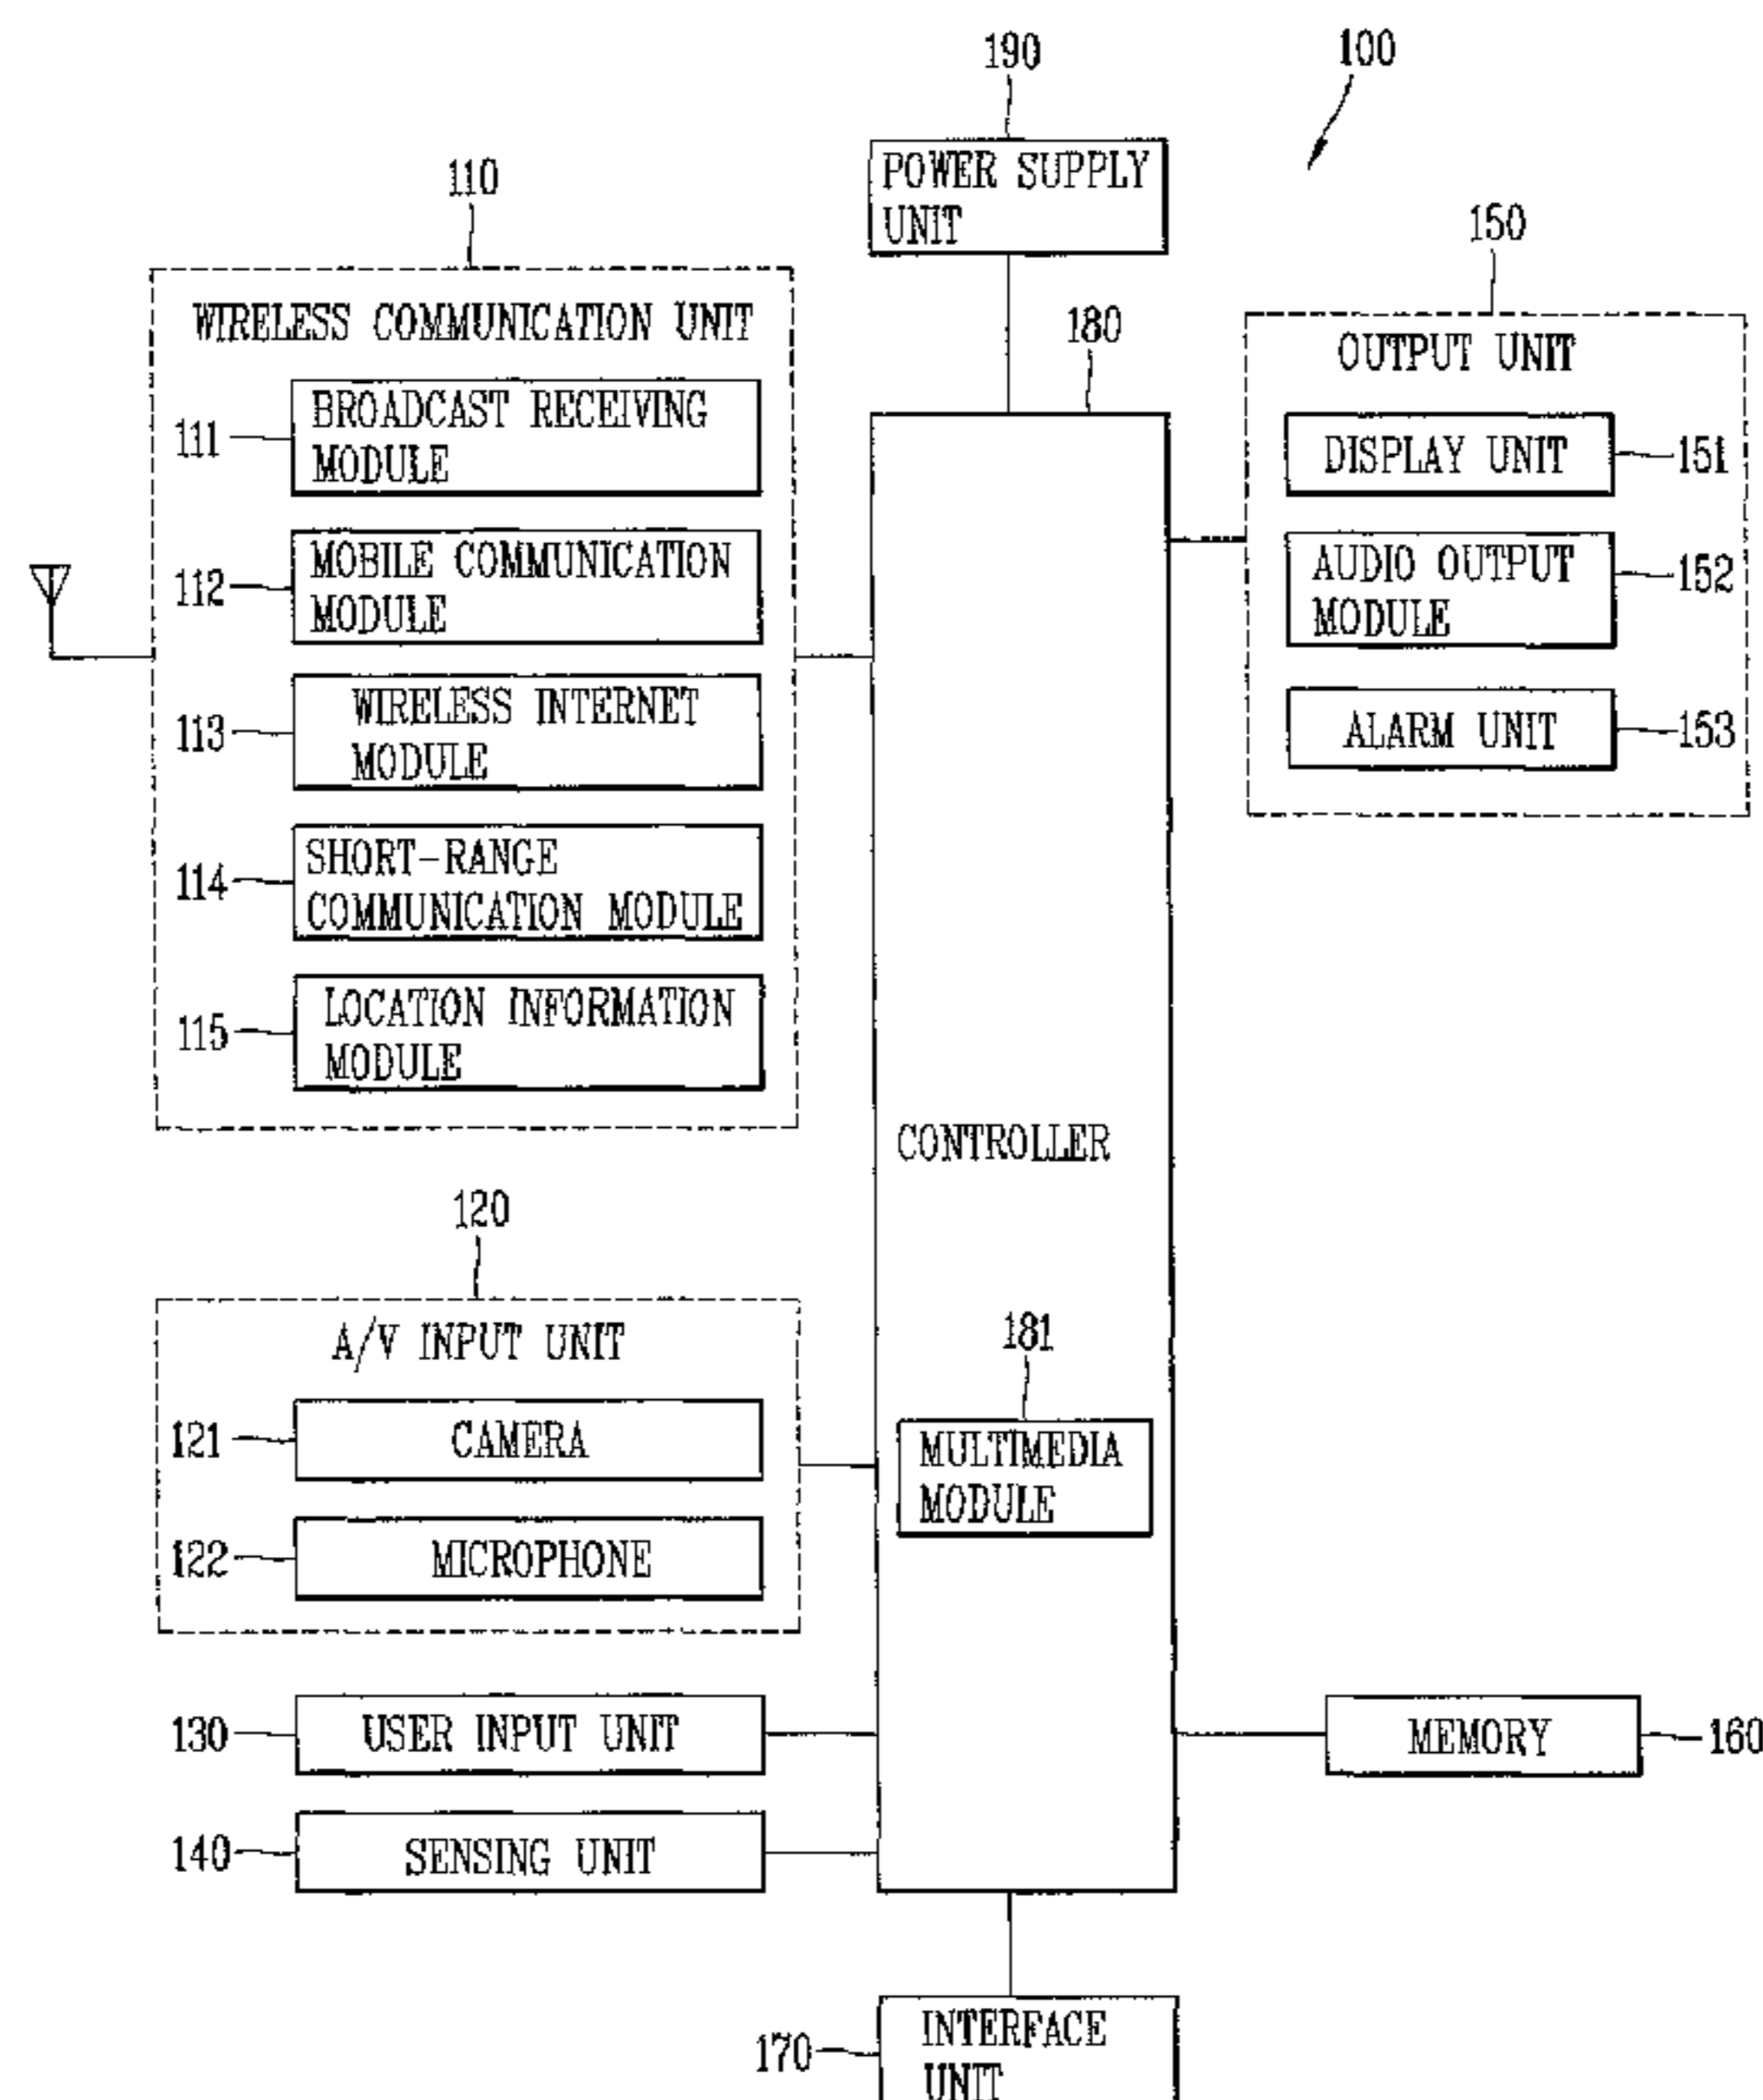 190
100
POWER SUPPLY
UNIT
110
WIRELESS COMMUNICATION UNIT
111
BROADCAST RECEIVING
MODULE
112
MOBILE COMMUNICATION
MODULE
113
WIRELESS INTERNET
MODULE
114
SHORT-RANGE
COMMUNICATION MODULE
115
LOCATION INFORMATION
MODULE
180
CONTROLLER
150
OUTPUT UNIT
DISPLAY UNIT
151
AUDIO OUTPUT
MODULE
152
ALARM UNIT
153
120
A/V INPUT UNIT
121
CAMERA
122
MICROPHONE
181
MULTIMEDIA
MODULE
130
USER INPUT UNIT
140
SENSING UNIT
MEMORY
160
170
INTERFACE
UNIT